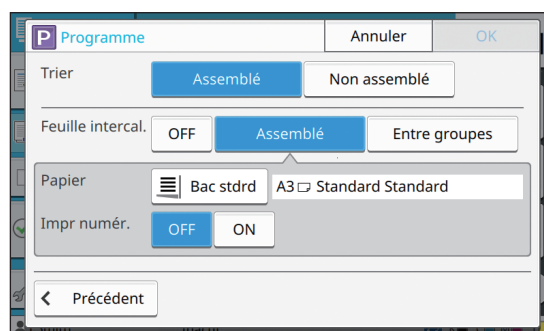 P Programme Annuler OK
Trier Assemblé Non assemblé
Feuille intercal. OFF Assemblé Entre groupes
Papier Bac stdrd A3 Standard Standard
Impr numér. OFF ON
Précédent